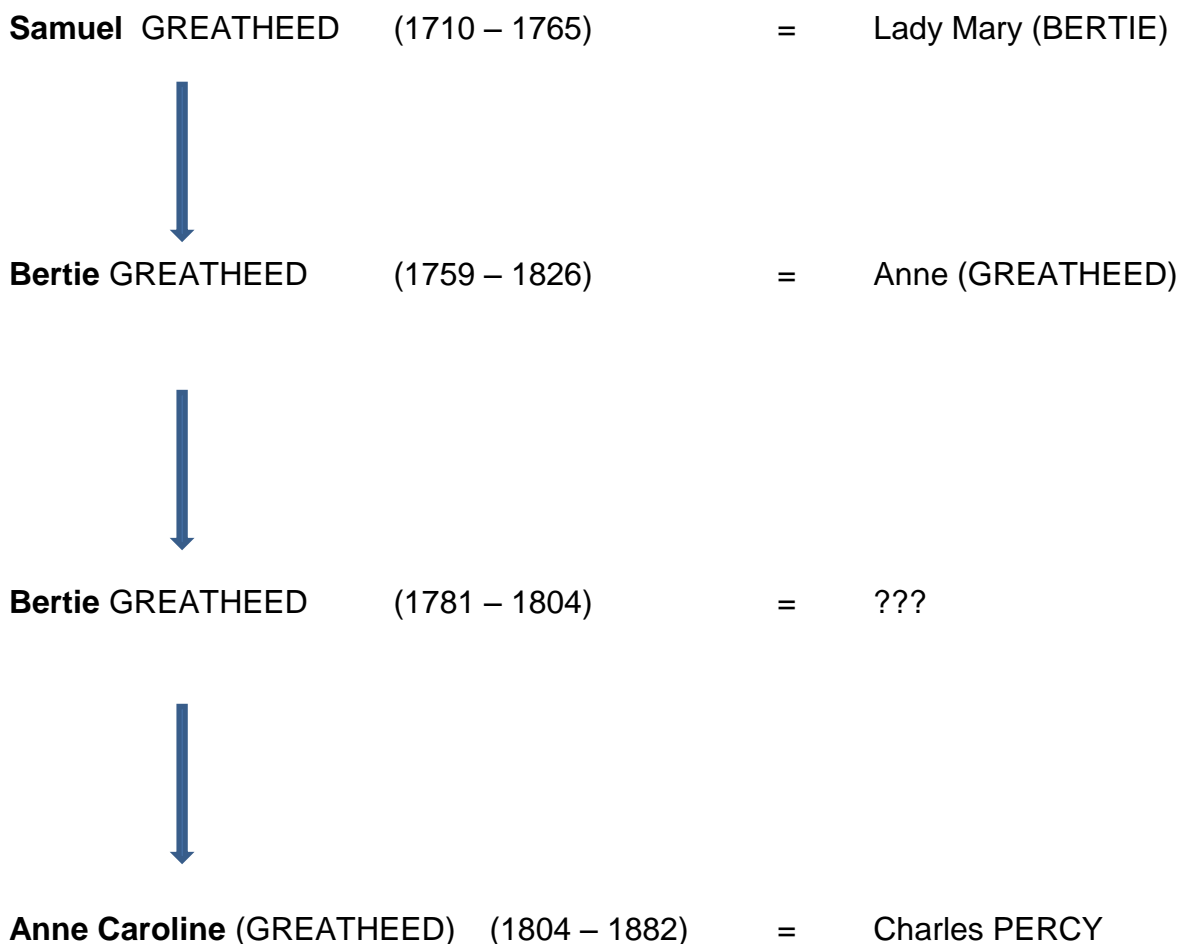 Samuel GREATHEED (1710 – 1765) = Lady Mary (BERTIE)
Bertie GREATHEED (1759 – 1826) = Anne (GREATHEED)
Bertie GREATHEED (1781 – 1804) = ???
Anne Caroline (GREATHEED) (1804 – 1882) = Charles PERCY